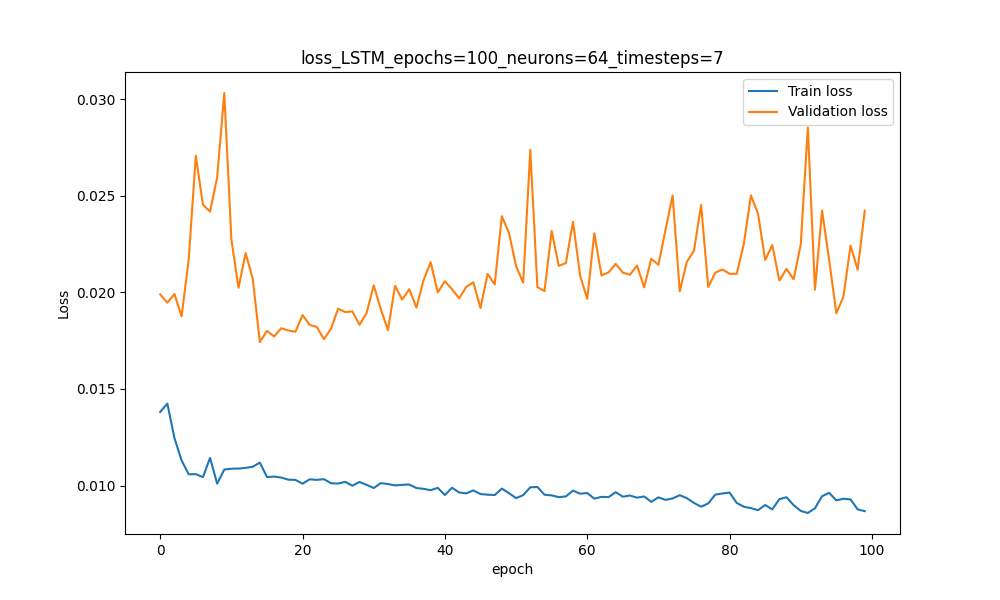 loss_LSTM_epochs=100_neurons=64_timesteps=7
Train loss
Validation loss
0.030
0.025
0.020
0.015
0.010
Loss
0
20
40
60
80
100
epoch